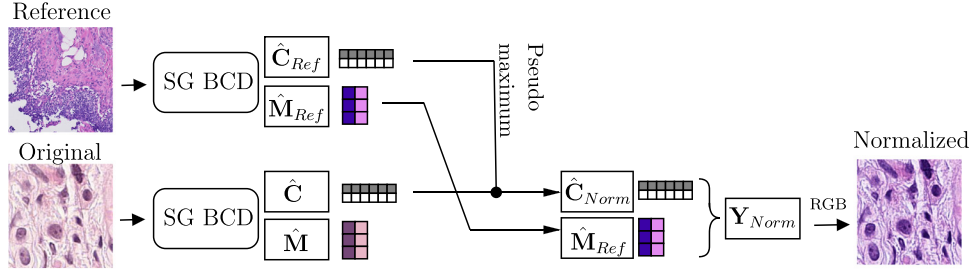 Reference
SG BCD
Ĉ_Ref
M̂_Ref
Pseudo
maximum
Original
SG BCD
Ĉ
M̂
Ĉ_Norm
M̂_Ref
Y_Norm
RGB
Normalized